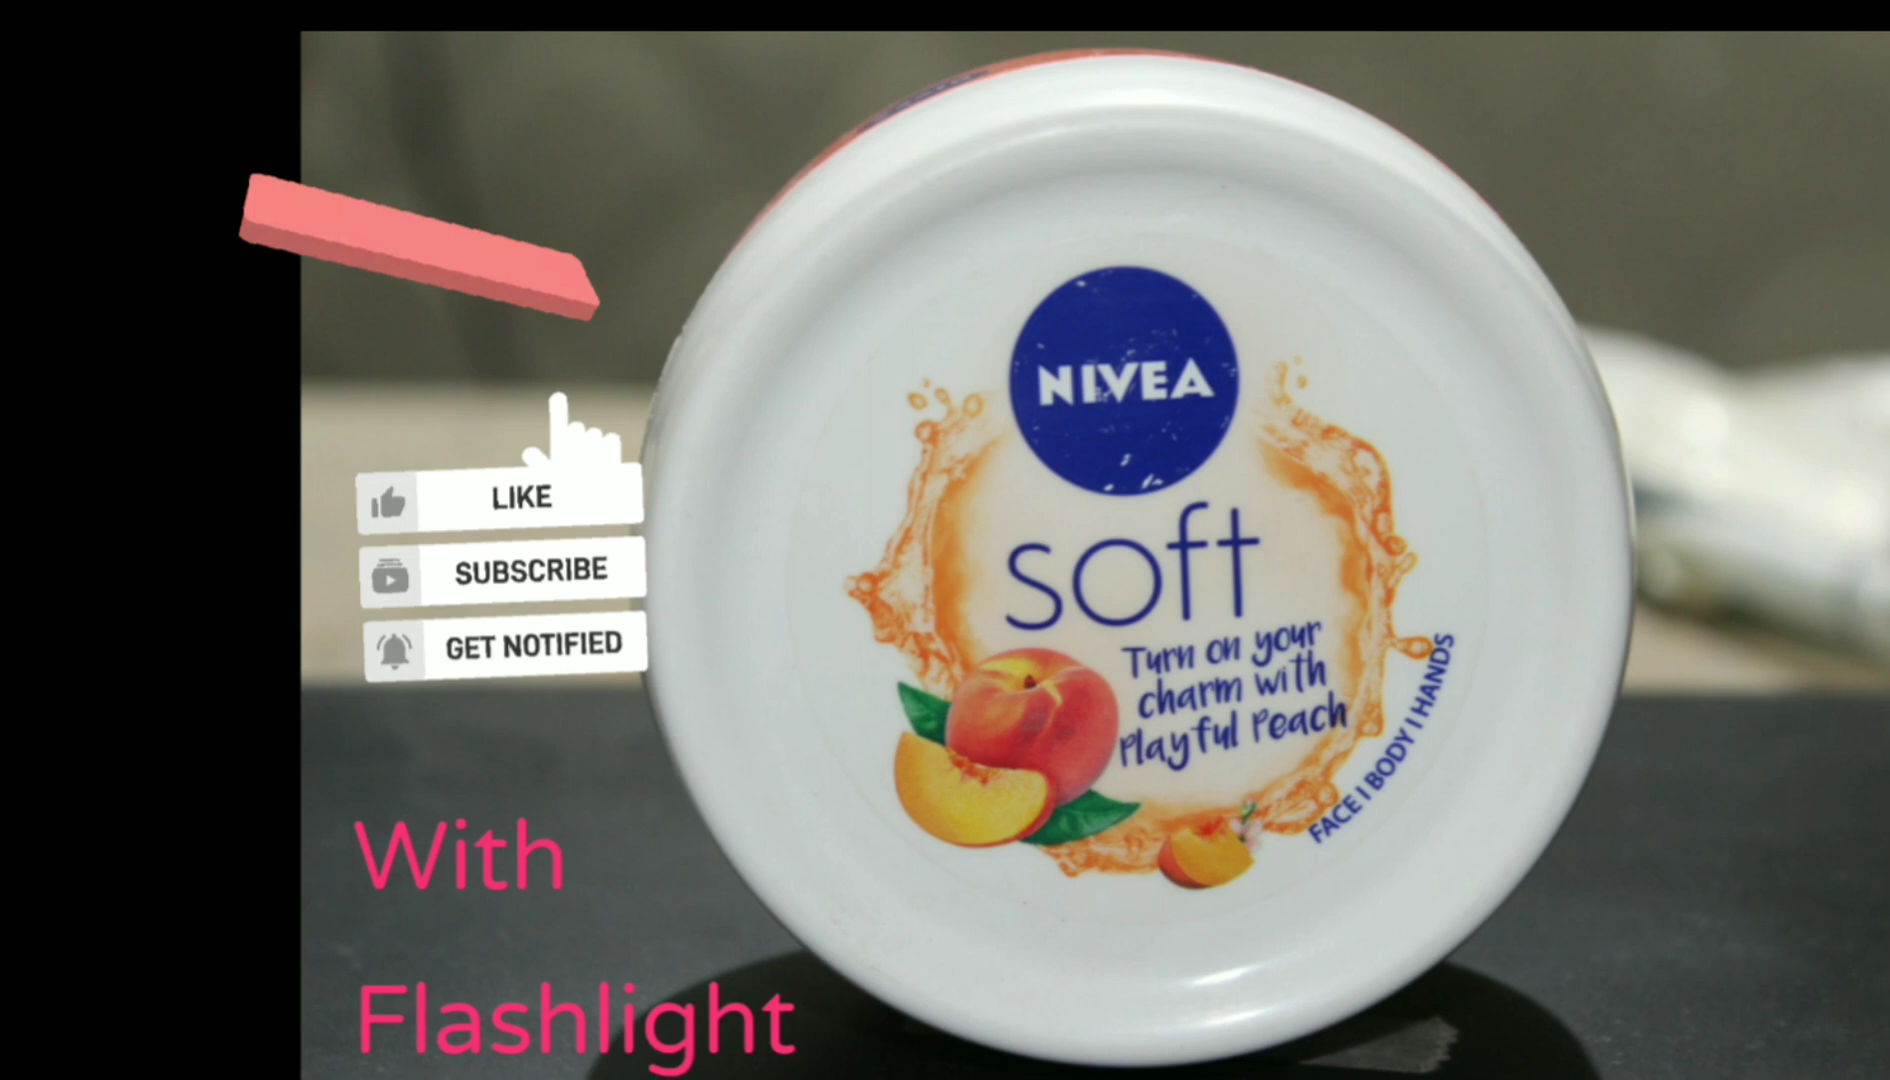 NIVEA
soft
Turn on your
charm with
Playful Peach
FACE I BODY I HANDS
LIKE
SUBSCRIBE
GET NOTIFIED
With
Flashlight